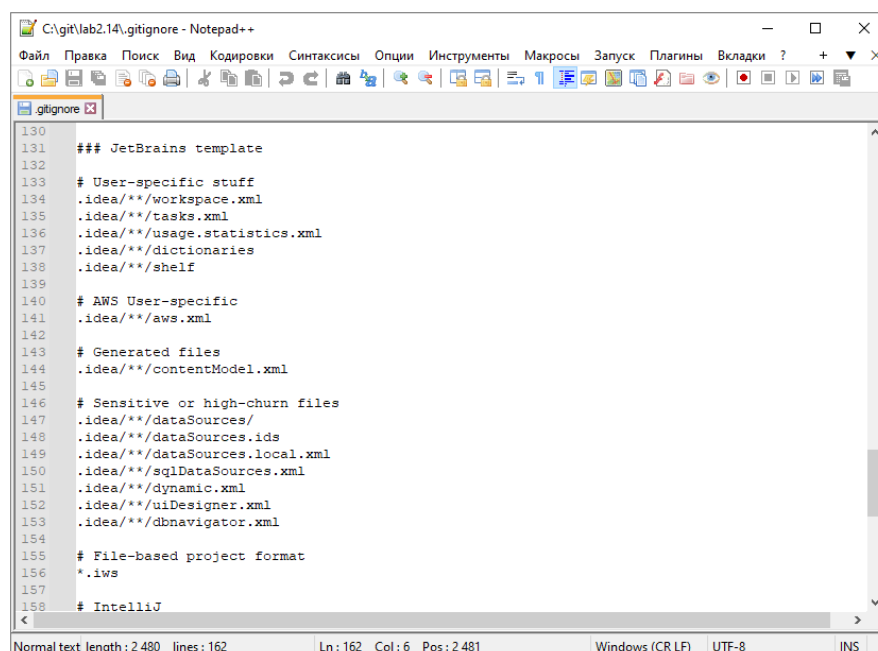 C:\git\lab2.14\.gitignore - Notepad++
Файл Правка Поиск Вид Кодировки Синтаксисы Опции Инструменты Макросы Запуск Плагины Вкладки ? + ▼ X
.gitignore
130
131 ### JetBrains template
132
133 # User-specific stuff
134 .idea/**/workspace.xml
135 .idea/**/tasks.xml
136 .idea/**/usage.statistics.xml
137 .idea/**/dictionaries
138 .idea/**/shelf
139
140 # AWS User-specific
141 .idea/**/aws.xml
142
143 # Generated files
144 .idea/**/contentModel.xml
145
146 # Sensitive or high-churn files
147 .idea/**/dataSources/
148 .idea/**/dataSources.ids
149 .idea/**/dataSources.local.xml
150 .idea/**/sqlDataSources.xml
151 .idea/**/dynamic.xml
152 .idea/**/uiDesigner.xml
153 .idea/**/dbnavigator.xml
154
155 # File-based project format
156 *.iws
157
158 # IntelliJ
Normal text length : 2 480 lines : 162 Ln : 162 Col : 6 Pos : 2 481 Windows (CR LF) UTF-8 INS